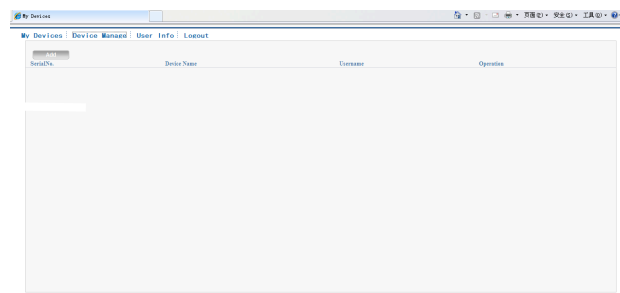 My Devices
页面(P) 安全(S) 工具(O)
My Devices Device Manage User Info Logout
Add
SerialNo. Device Name Username Operation